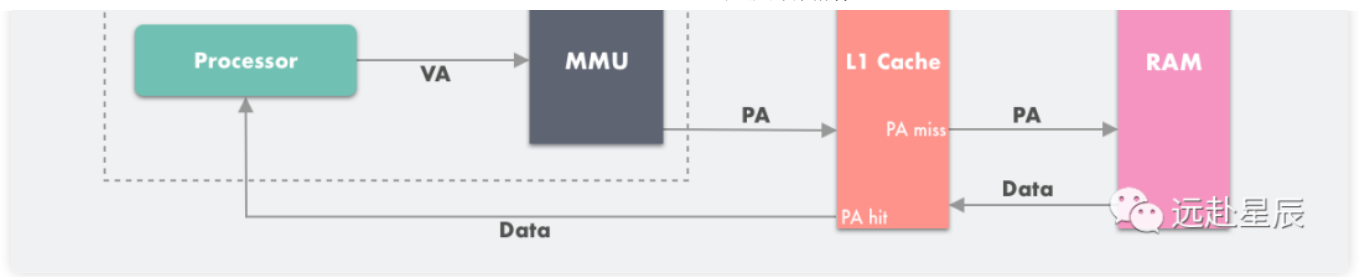 Processor
VA
MMU
PA
L1 Cache
PA miss
PA
RAM
Data
PA hit
Data
远赴星辰